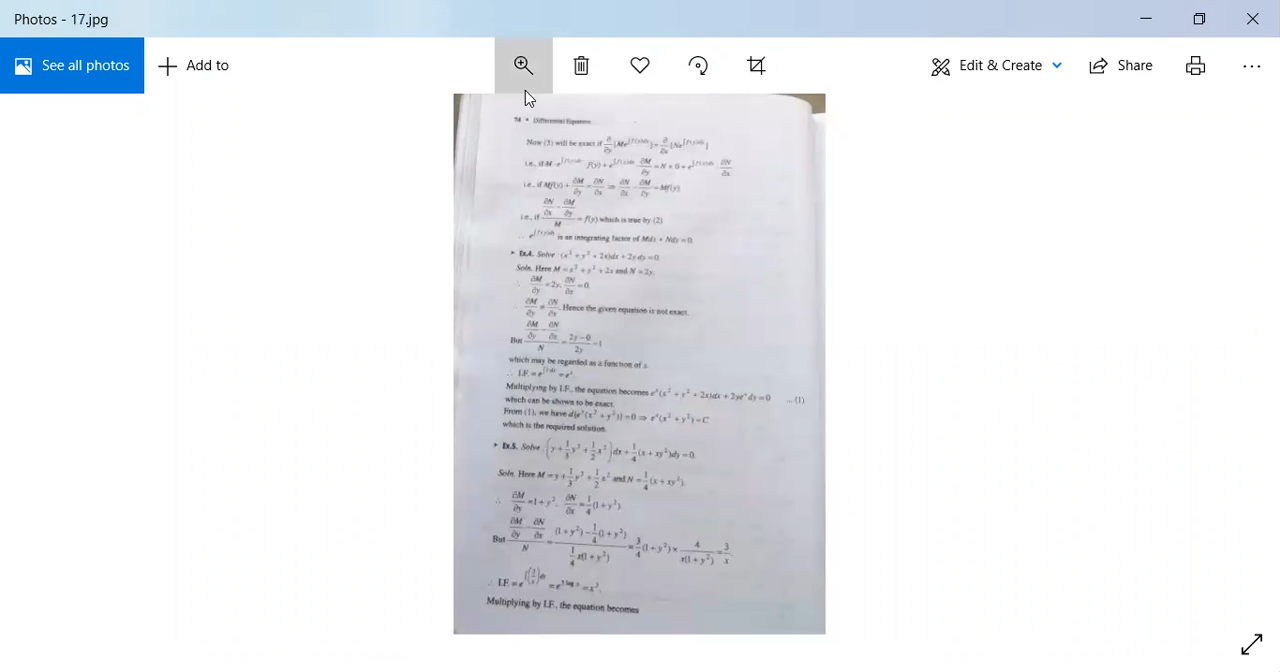 Photos - 17.jpg
See all photos
Add to
Edit & Create
Share
74 • Differential Equation
Now (3) will be exact if ∂/∂y {Me^{∫f(y)dy}} = ∂/∂x {Ne^{∫f(y)dy}}
i.e., if M · e^{∫f(y)dy} f(y) + e^{∫f(y)dy} ∂M/∂y = N × 0 + e^{∫f(y)dy} ∂N/∂x
i.e., if Mf(y) + ∂M/∂y = ∂N/∂x ⇒ ∂N/∂x - ∂M/∂y = Mf(y)
i.e., if (∂N/∂x - ∂M/∂y)/M = f(y) which is true by (2)
∴ e^{∫f(y)dy} is an integrating factor of Mdx + Ndy = 0.
Ex.4. Solve : (x² + y² + 2x)dx + 2y dy = 0.
Soln. Here M = x² + y² + 2x and N = 2y.
∴ ∂M/∂y = 2y, ∂N/∂x = 0.
∴ ∂M/∂y ≠ ∂N/∂x. Hence the given equation is not exact.
But (∂M/∂y - ∂N/∂x)/N = (2y - 0)/2y = 1
which may be regarded as a function of x.
∴ I.F. = e^{∫1dx} = e^x.
Multiplying by I.F., the equation becomes e^x(x² + y² + 2x)dx + 2ye^x dy = 0 ... (1)
which can be shown to be exact.
From (1), we have d{e^x(x² + y²)} = 0 ⇒ e^x(x² + y²) = C
which is the required solution.
Ex.5. Solve : (y + 1/3 y³ + 1/2 x²)dx + 1/4 (x + xy²)dy = 0.
Soln. Here M = y + 1/3 y³ + 1/2 x² and N = 1/4 (x + xy²).
∴ ∂M/∂y = 1 + y², ∂N/∂x = 1/4 (1 + y²)
But (∂M/∂y - ∂N/∂x)/N = ((1 + y²) - 1/4 (1 + y²))/(1/4 x(1 + y²)) = 3/4 (1 + y²) × 4/(x(1 + y²)) = 3/x
∴ I.F. = e^{∫(3/x)dx} = e^{3 log x} = x³.
Multiplying by I.F., the equation becomes